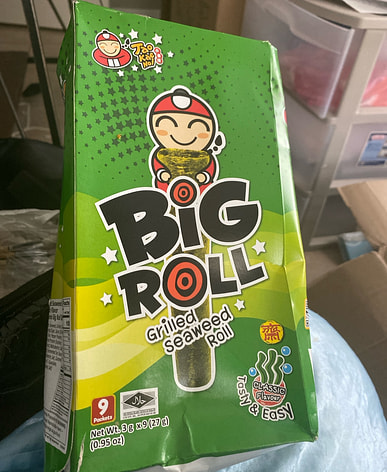 Tao
Kae
Noi
BiG
ROLL
Grilled
Seaweed
Roll
9
Packets
Net Wt. 3 g x 9 (27 g)
(0.95 oz)
CLASSIC
Flavour
Tasty & EaSy